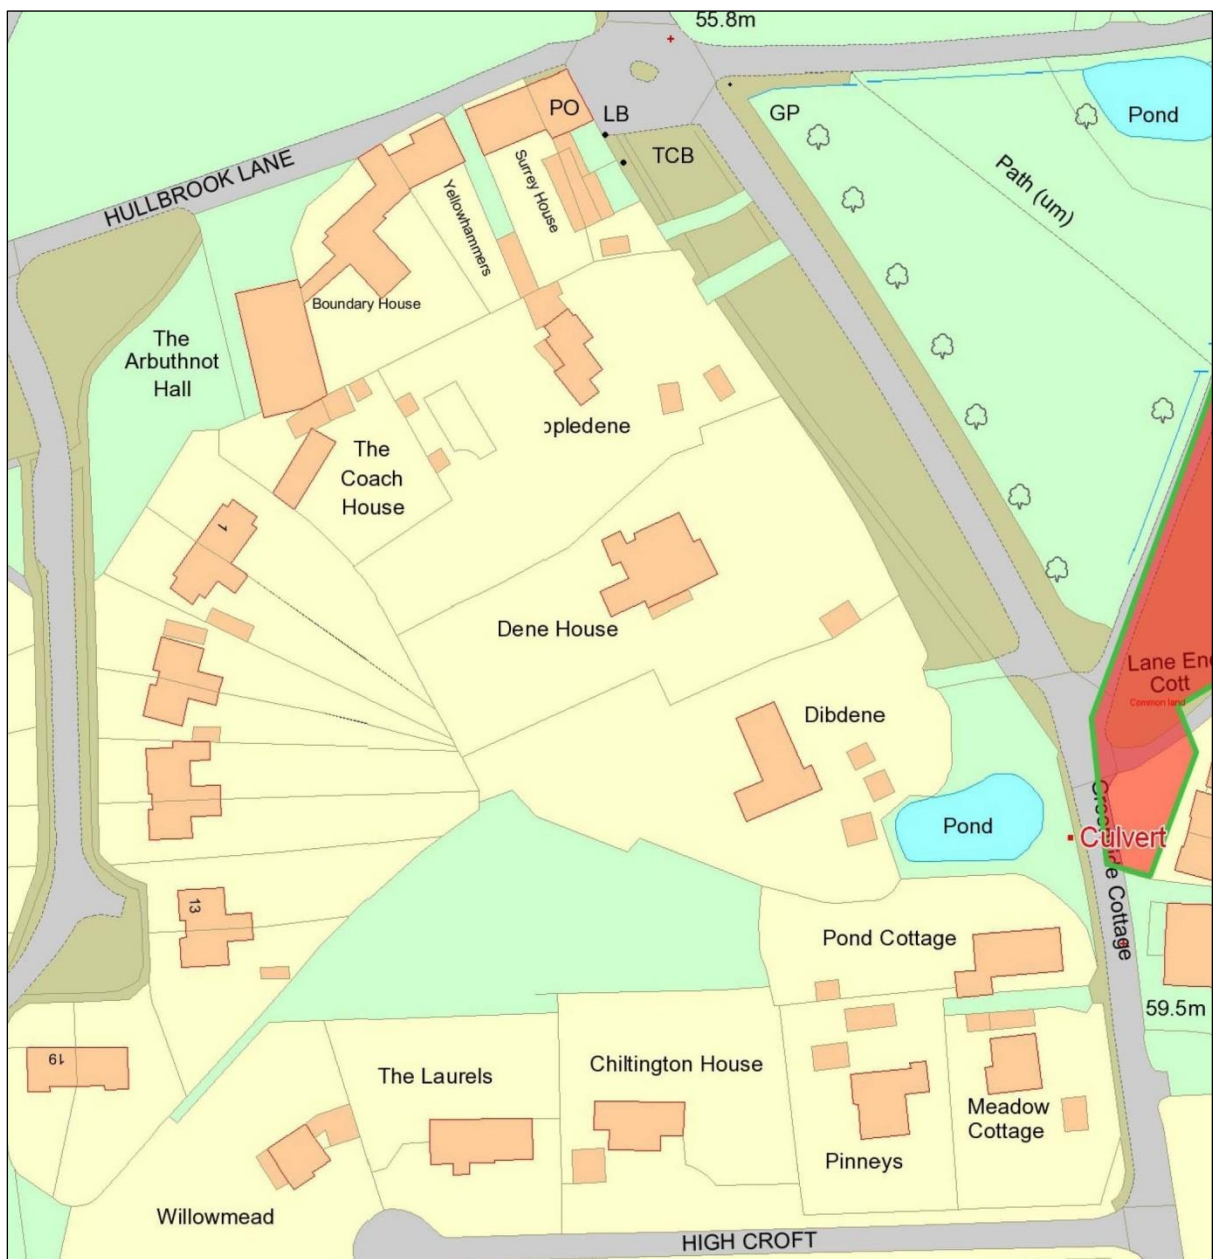 55.8m
PO
LB
GP
Pond
TCB
HULLBROOK LANE
Surrey House
Path (um)
Yellowhammers
Boundary House
The
Arbuthnot
Hall
ppledene
The
Coach
House
1
Dene House
Lane En
Cott
Common land
Dibdene
Pond
Culvert
13
Pond Cottage
59.5m
19
The Laurels
Chiltington House
Meadow
Cottage
Pinneys
Willowmead
HIGH CROFT